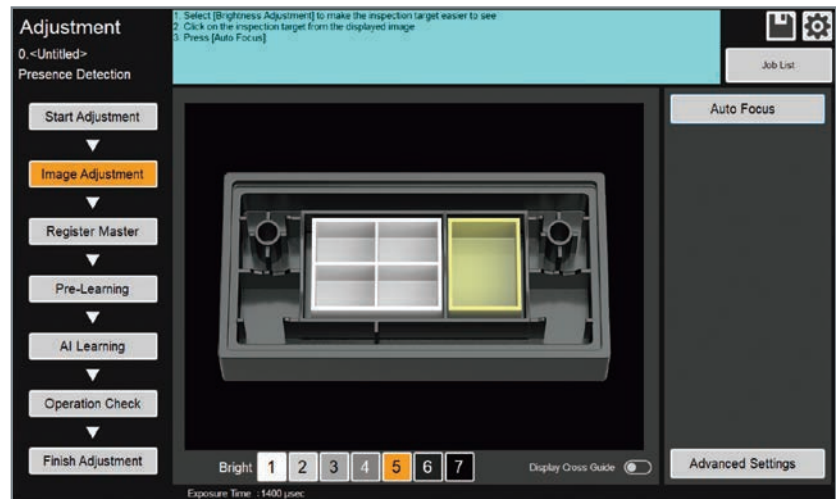 Adjustment
0.<Untitled>
Presence Detection
1. Select [Brightness Adjustment] to make the inspection target easier to see
2. Click on the inspection target from the displayed image
3. Press [Auto Focus]
Job List
Start Adjustment
Image Adjustment
Register Master
Pre-Learning
AI Learning
Operation Check
Finish Adjustment
Auto Focus
Bright 1 2 3 4 5 6 7
Display Cross Guide
Advanced Settings
Exposure Time :1400 µsec